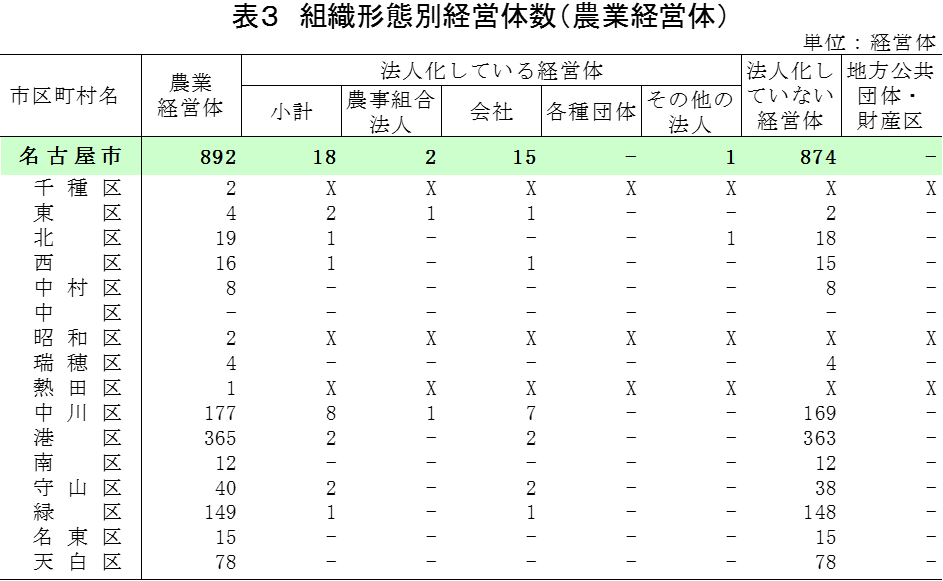 表3 組織形態別経営体数（農業経営体）
単位：経営体
市区町村名 農業経営体 法人化している経営体 法人化していない経営体 地方公共団体・財産区
小計 農事組合法人 会社 各種団体 その他の法人
名古屋市 892 18 2 15 - 1 874 -
千種区 2 X X X X X X X
東区 4 2 1 1 - - 2 -
北区 19 1 - - - 1 18 -
西区 16 1 - 1 - - 15 -
中村区 8 - - - - - 8 -
中区 - - - - - - - -
昭和区 2 X X X X X X X
瑞穂区 4 - - - - - 4 -
熱田区 1 X X X X X X X
中川区 177 8 1 7 - - 169 -
港区 365 2 - 2 - - 363 -
南区 12 - - - - - 12 -
守山区 40 2 - 2 - - 38 -
緑区 149 1 - 1 - - 148 -
名東区 15 - - - - - 15 -
天白区 78 - - - - - 78 -